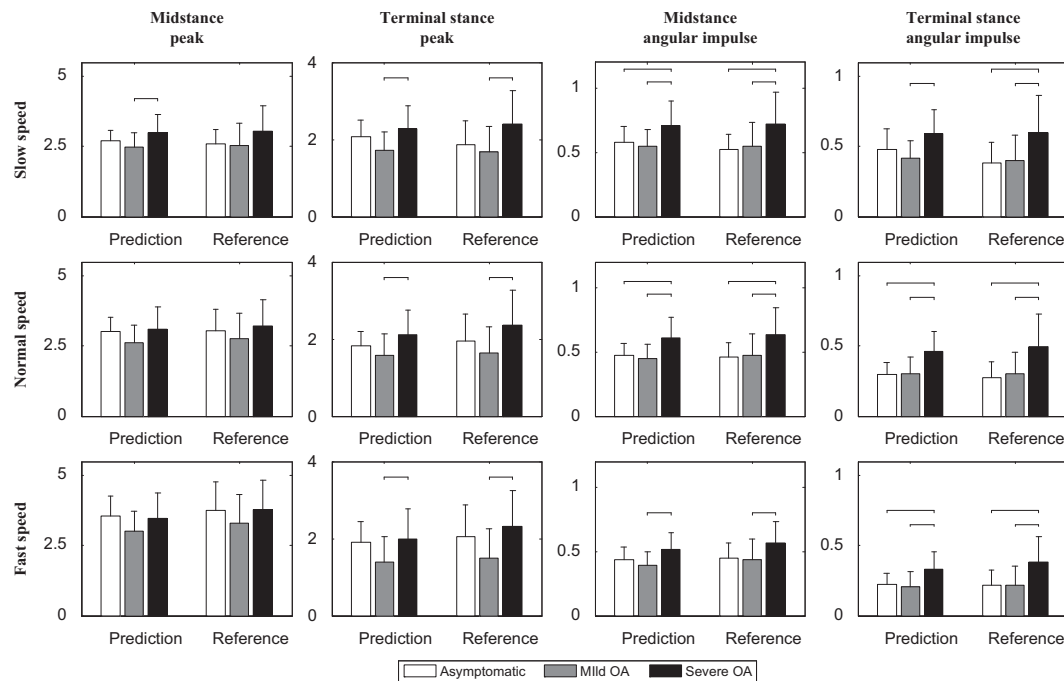 Midstance
peak
Terminal stance
peak
Midstance
angular impulse
Terminal stance
angular impulse
Slow speed
5
2.5
0
Prediction Reference
4
2
0
Prediction Reference
1
0.5
0
Prediction Reference
1
0.5
0
Prediction Reference
Normal speed
5
2.5
0
Prediction Reference
4
2
0
Prediction Reference
1
0.5
0
Prediction Reference
1
0.5
0
Prediction Reference
Fast speed
5
2.5
0
Prediction Reference
4
2
0
Prediction Reference
1
0.5
0
Prediction Reference
1
0.5
0
Prediction Reference
Asymptomatic MIld OA Severe OA